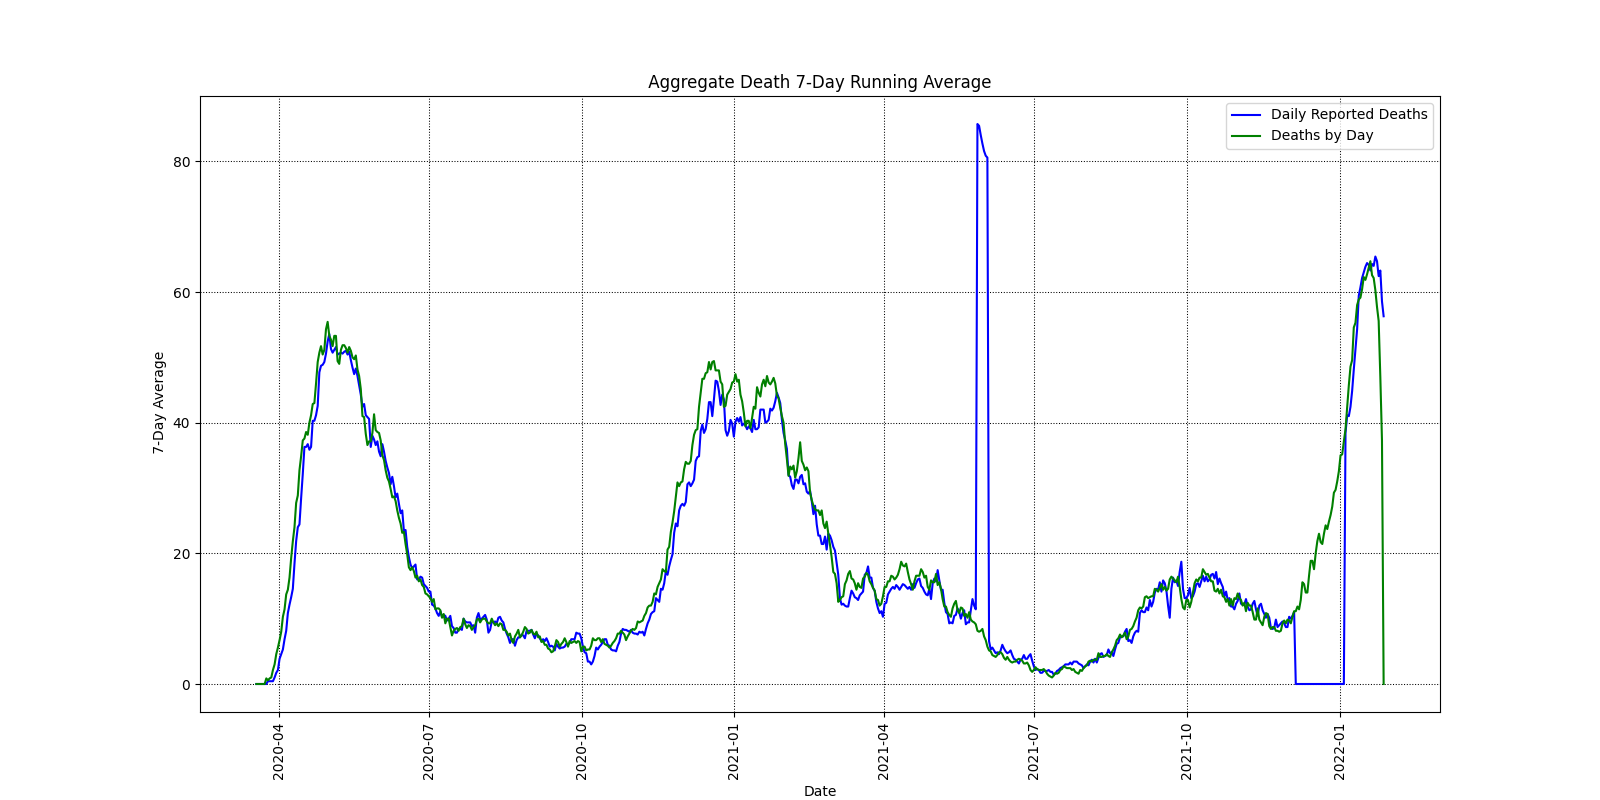 Aggregate Death 7-Day Running Average
Daily Reported Deaths
Deaths by Day
80
60
40
20
0
7-Day Average
2020-04
2020-07
2020-10
2021-01
2021-04
2021-07
2021-10
2022-01
Date